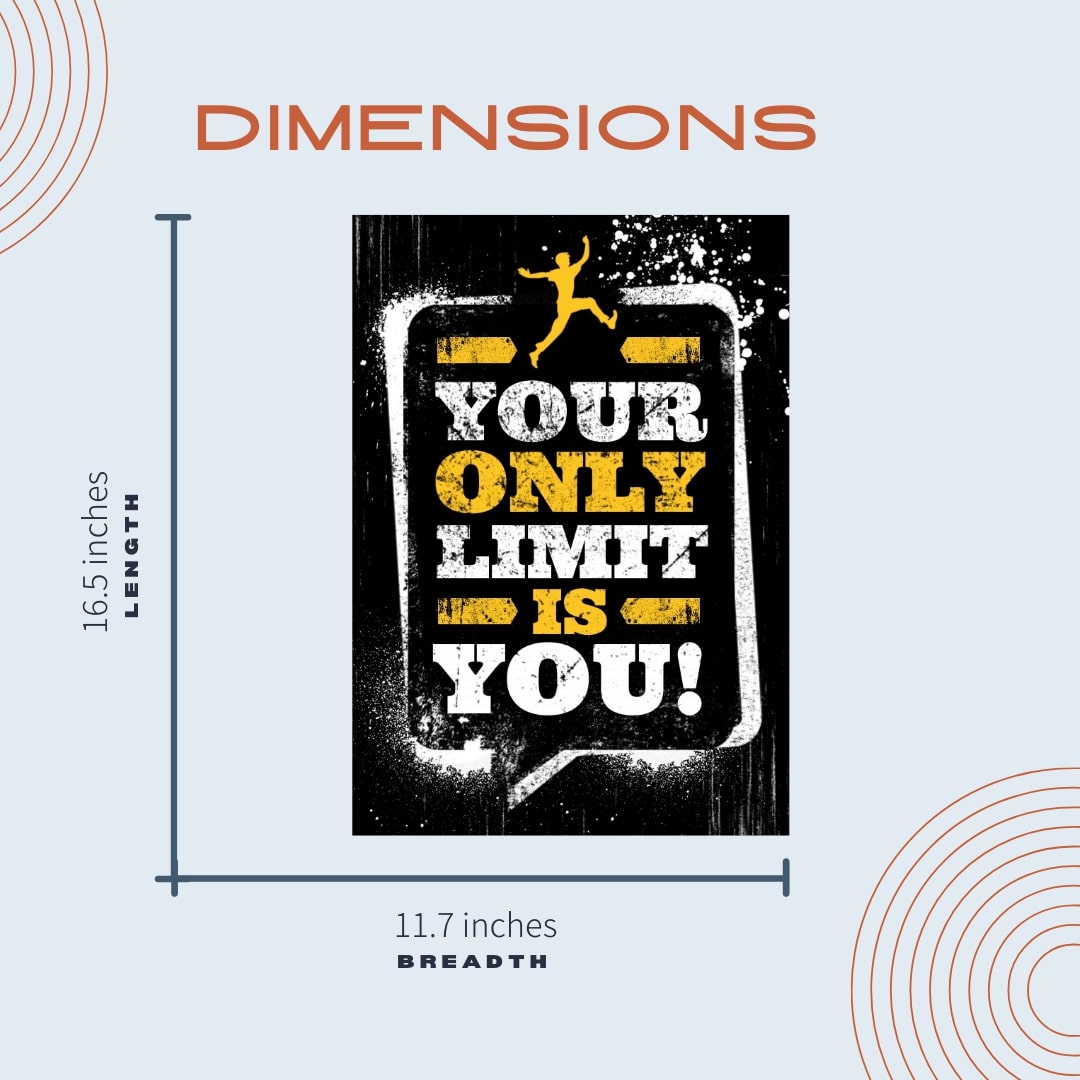 DIMENSIONS
YOUR
ONLY
LIMIT
IS
YOU!
16.5 inches
LENGTH
11.7 inches
BREADTH